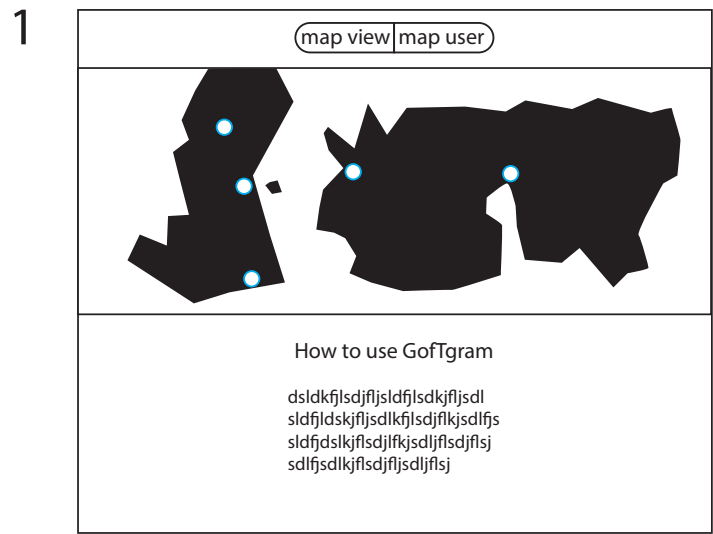 1
map view map user
How to use GofTgram
dsldkfjlsdjfljsldfjlsdkjfljsdl
sldfjldskjfljsdlkfjlsdjflkjsdlfjs
sldfjdslkjflsdjlfkjsdljflsdjflsj
sdlfjsdlkjflsdjfljsdljflsj